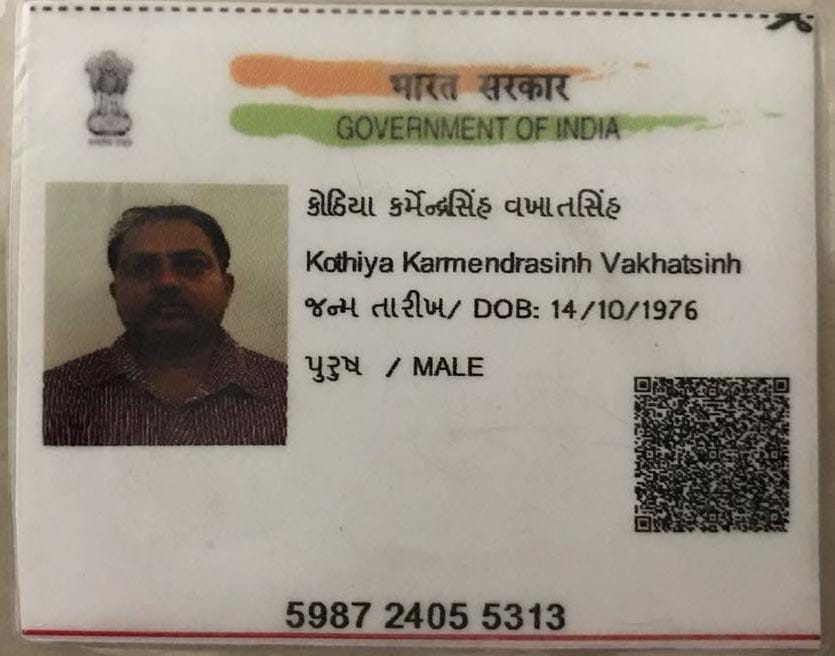 भारत सरकार
GOVERNMENT OF INDIA
કોઠિયા કર્મેન્દ્રસિંહ વખાતસિંહ
Kothiya Karmendrasinh Vakhatsinh
જન્મ તારીખ/ DOB: 14/10/1976
પુરુષ / MALE
5987 2405 5313